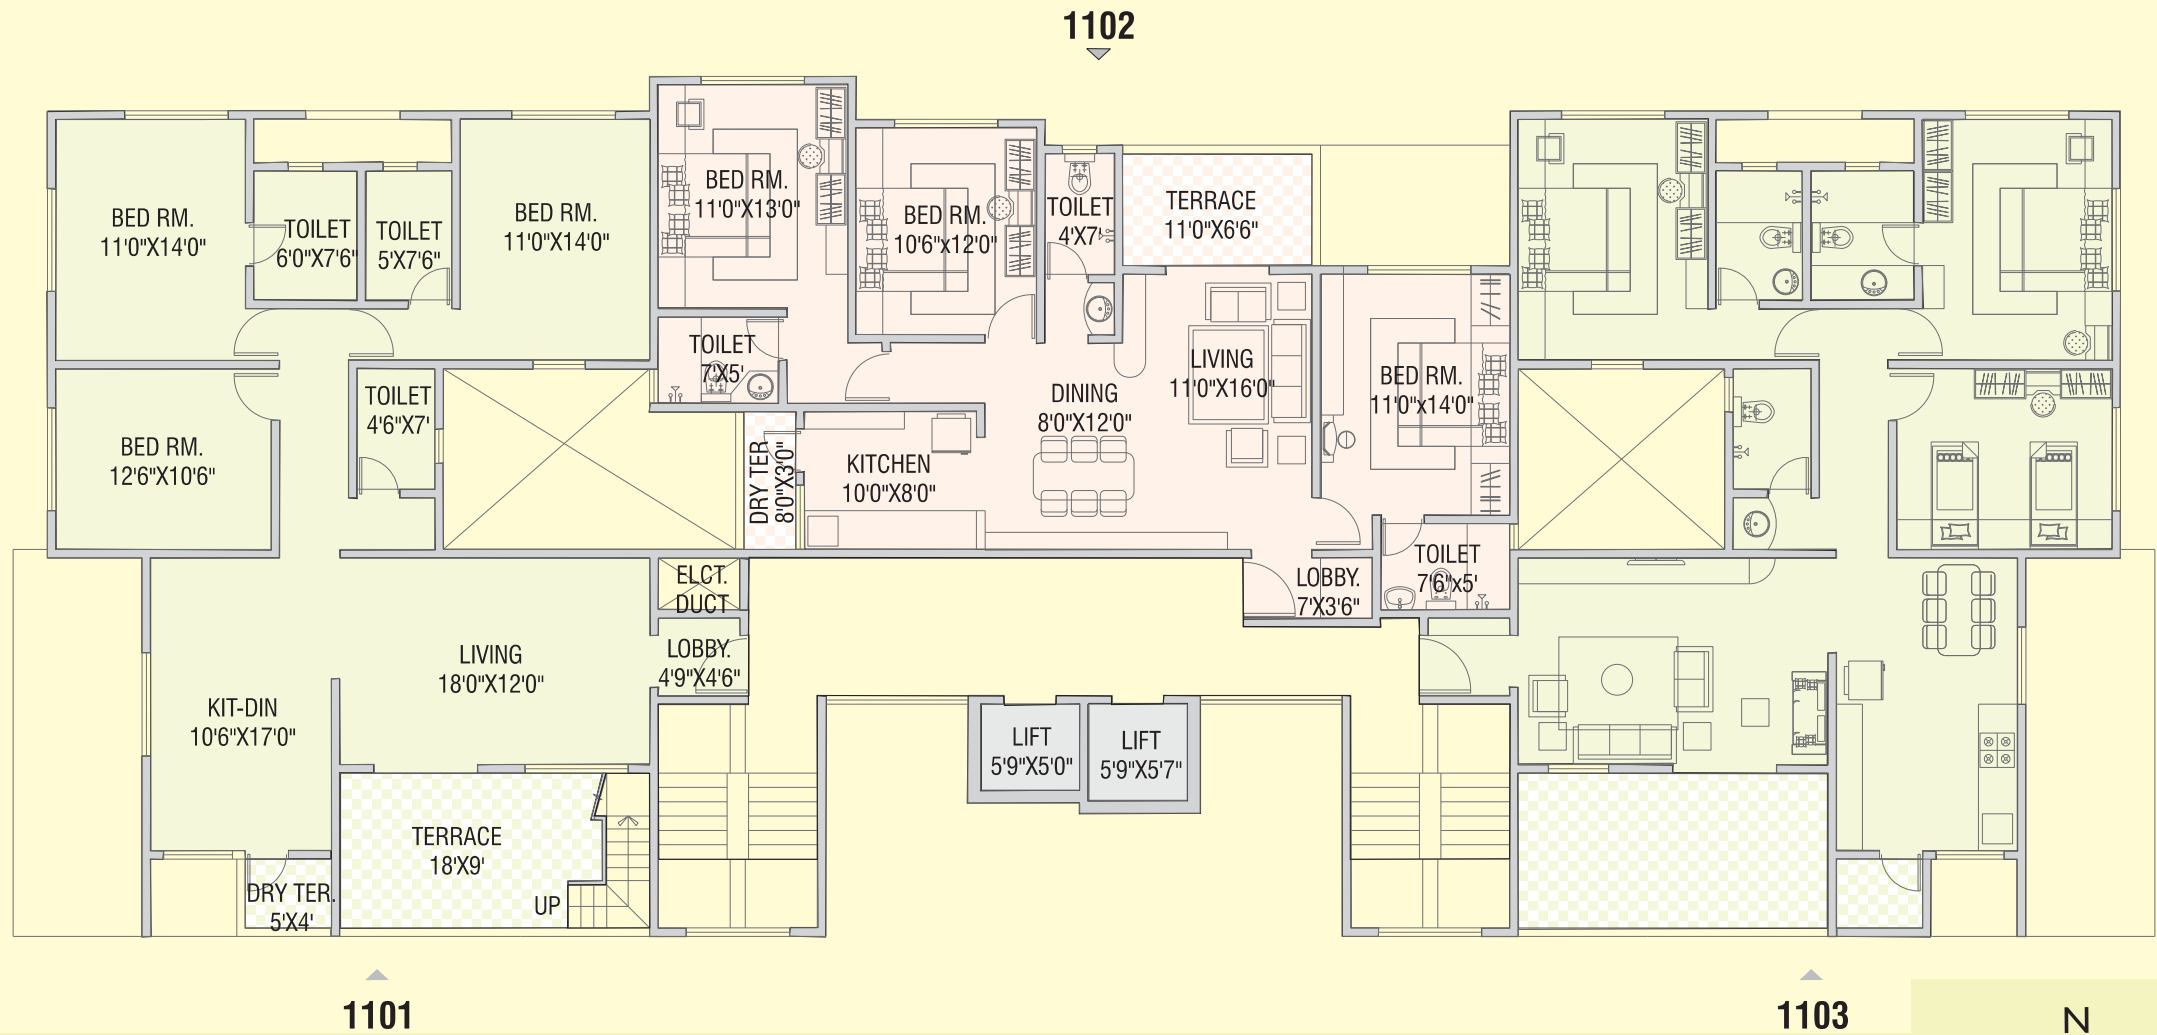 1102
BED RM.
11'0"X14'0"
TOILET
6'0"X7'6"
TOILET
5'X7'6"
BED RM.
11'0"X14'0"
BED RM.
11'0"X13'0"
BED RM.
10'6"x12'0"
TOILET
4'X7'
TERRACE
11'0"X6'6"
BED RM.
12'6"X10'6"
TOILET
4'6"X7'
TOILET
7'X5'
DRY TER.
8'0"X3'0"
KITCHEN
10'0"X8'0"
DINING
8'0"X12'0"
LIVING
11'0"X16'0"
BED RM.
11'0"x14'0"
TOILET
7'6"x5'
LOBBY.
7'X3'6"
ELCT.
DUCT
LOBBY.
4'9"X4'6"
LIVING
18'0"X12'0"
KIT-DIN
10'6"X17'0"
LIFT
5'9"X5'0"
LIFT
5'9"X5'7"
TERRACE
18'X9'
UP
DRY TER.
5'X4'
1101
1103
N